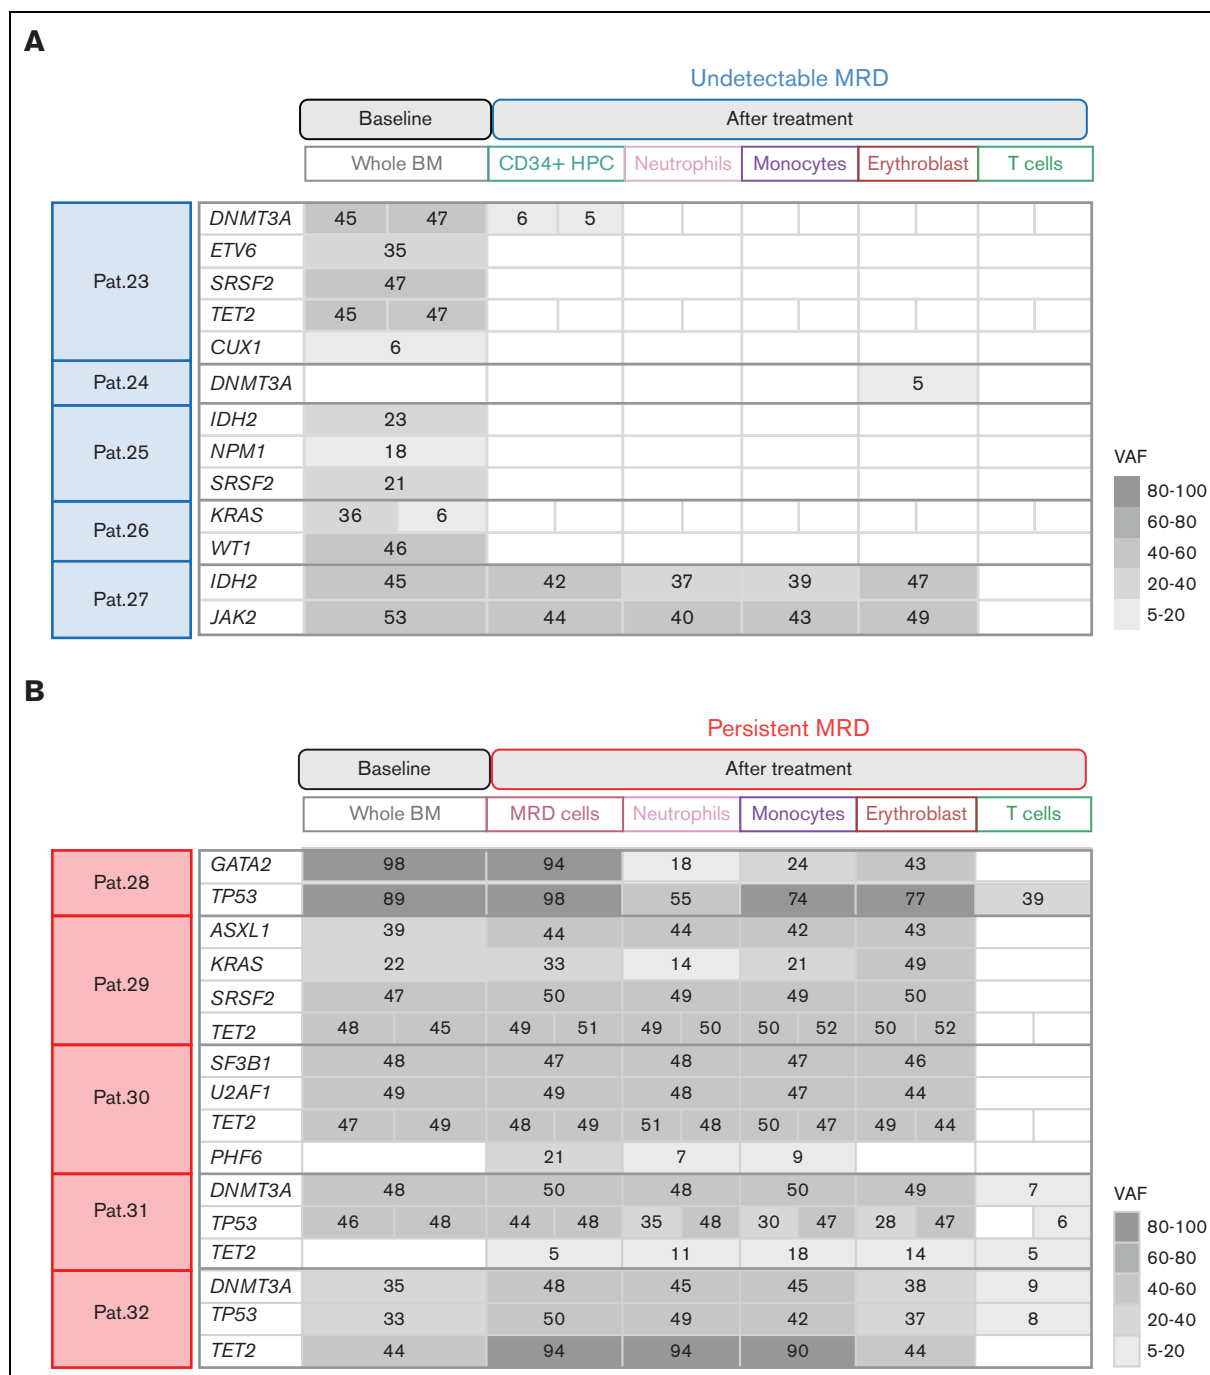 A
Undetectable MRD
Baseline After treatment
Whole BM CD34+ HPC Neutrophils Monocytes Erythroblast T cells
Pat.23
DNMT3A 45 47 6 5
ETV6 35
SRSF2 47
TET2 45 47
CUX1 6
Pat.24
DNMT3A 5
Pat.25
IDH2 23
NPM1 18
SRSF2 21
Pat.26
KRAS 36 6
WT1 46
Pat.27
IDH2 45 42 37 39 47
JAK2 53 44 40 43 49
VAF
80-100
60-80
40-60
20-40
5-20
B
Persistent MRD
Baseline After treatment
Whole BM MRD cells Neutrophils Monocytes Erythroblast T cells
Pat.28
GATA2 98 94 18 24 43
TP53 89 98 55 74 77 39
Pat.29
ASXL1 39 44 44 42 43
KRAS 22 33 14 21 49
SRSF2 47 50 49 49 50
TET2 48 45 49 51 49 50 50 52 50 52
Pat.30
SF3B1 48 47 48 47 46
U2AF1 49 49 48 47 44
TET2 47 49 48 49 51 48 50 47 49 44
PHF6 21 7 9
Pat.31
DNMT3A 48 50 48 50 49 7
TP53 46 48 44 48 35 48 30 47 28 47 6
TET2 5 11 18 14 5
Pat.32
DNMT3A 35 48 45 45 38 9
TP53 33 50 49 42 37 8
TET2 44 94 94 90 44
VAF
80-100
60-80
40-60
20-40
5-20